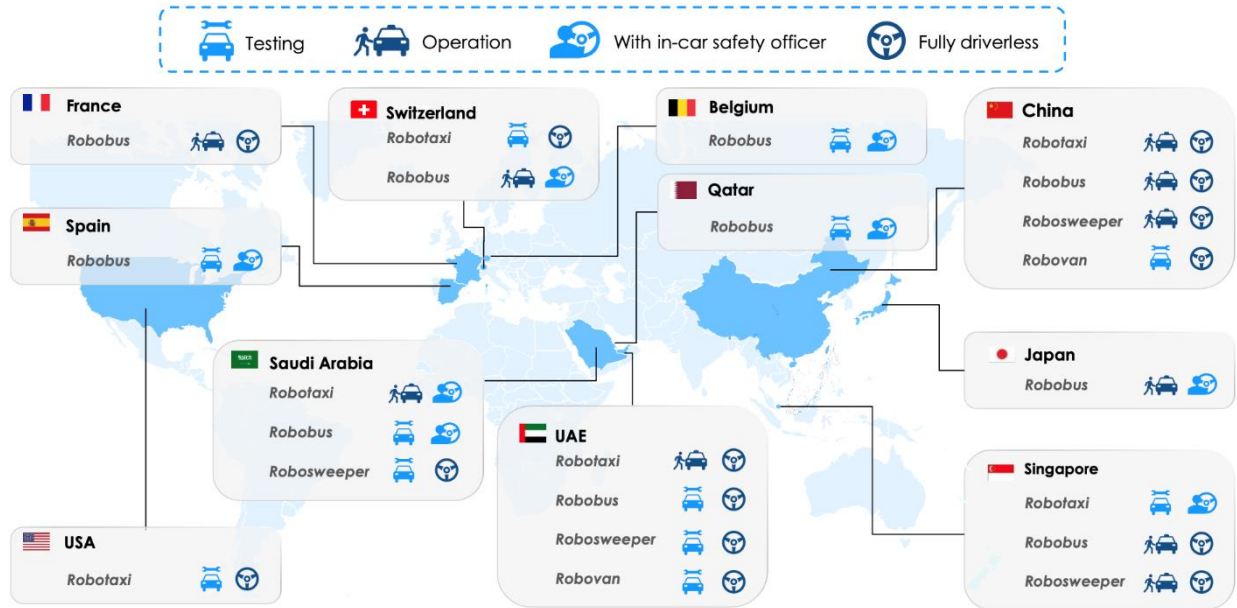 Testing
Operation
With in-car safety officer
Fully driverless
France
Robobus
Switzerland
Robotaxi
Robobus
Belgium
Robobus
China
Robotaxi
Robobus
Robosweeper
Robovan
Spain
Robobus
Qatar
Robobus
Saudi Arabia
Robotaxi
Robobus
Robosweeper
Japan
Robobus
UAE
Robotaxi
Robobus
Robosweeper
Robovan
Singapore
Robotaxi
Robobus
Robosweeper
USA
Robotaxi